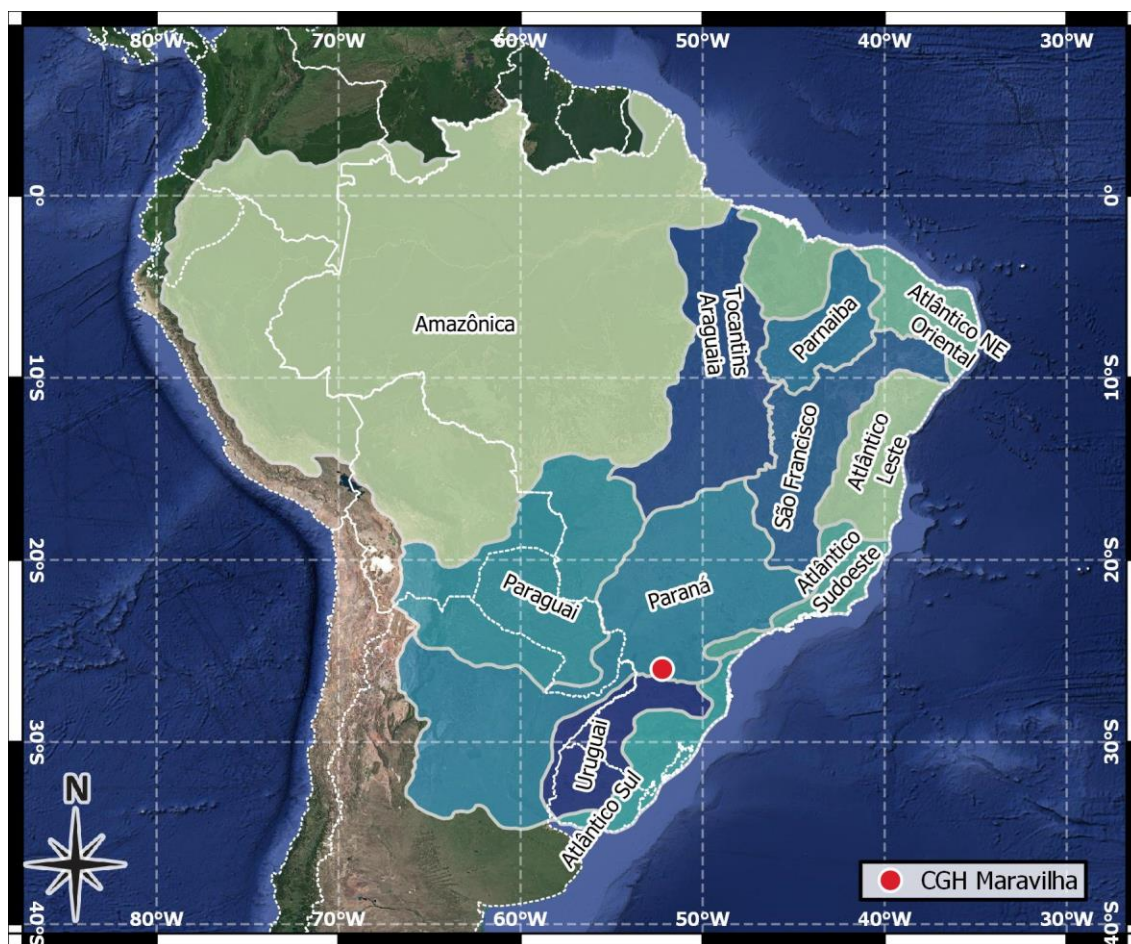 80°W 70°W 60°W 50°W 40°W 30°W
0° 0°
Amazônica
Tocantins
Araguaia
Parnaiba
Atlântico NE
Oriental
10°S 10°S
São Francisco
Atlântico
Leste
20°S 20°S
Paraguai
Paraná
Atlântico
Sudoeste
30°S 30°S
Uruguai
Atlântico Sul
N
CGH Maravilha
40°S 40°S
80°W 70°W 60°W 50°W 40°W 30°W